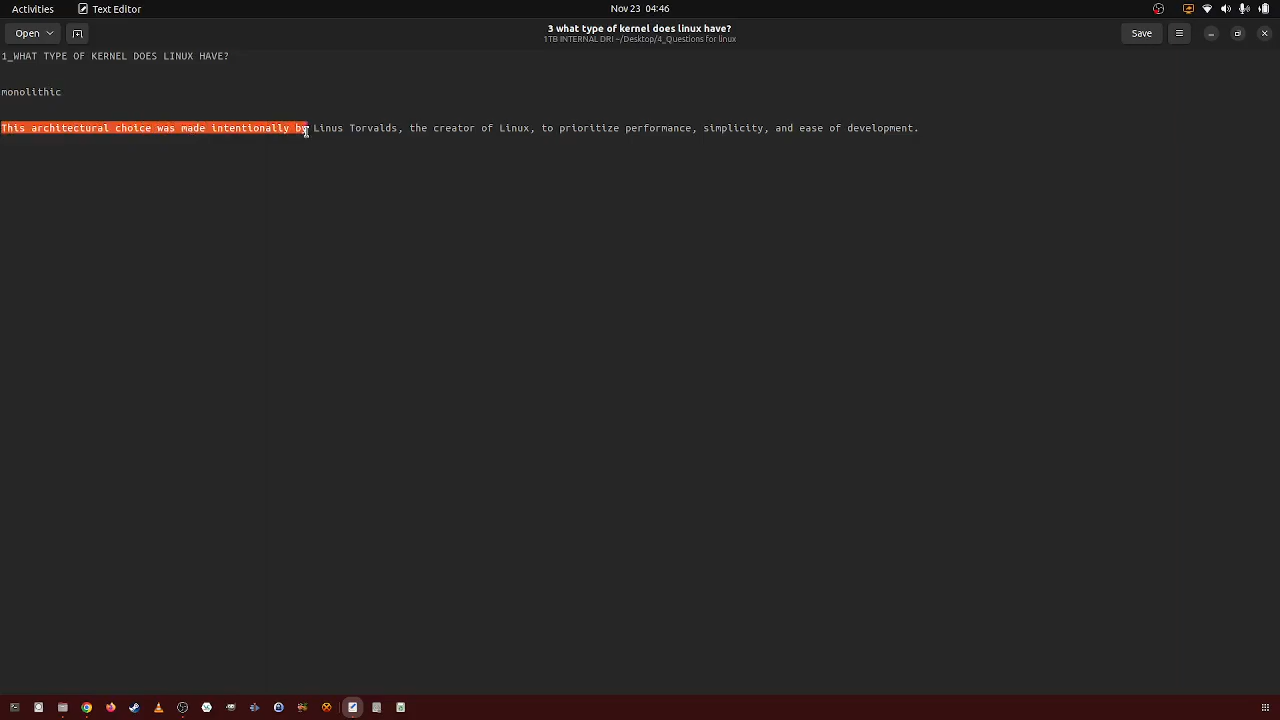 Activities Text Editor Nov 23 04:46
Open 3 what type of kernel does linux have? Save
1TB INTERNAL DRI ~/Desktop/4_Questions for linux
1_WHAT TYPE OF KERNEL DOES LINUX HAVE?
monolithic
This architectural choice was made intentionally by Linus Torvalds, the creator of Linux, to prioritize performance, simplicity, and ease of development.